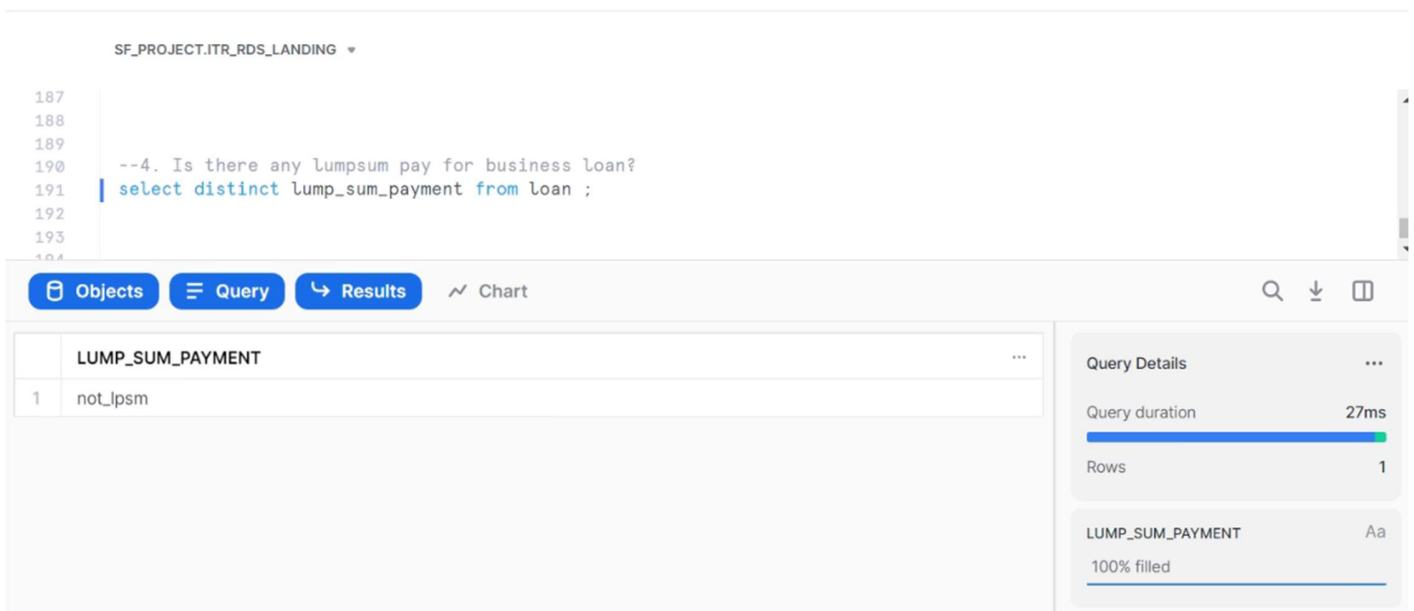 SF_PROJECT.ITR_RDS_LANDING
187
188
189
190 --4. Is there any lumpsum pay for business loan?
191 select distinct lump_sum_payment from loan ;
192
193
194
Objects Query Results Chart
LUMP_SUM_PAYMENT ...
1 not_lpsm
Query Details ...
Query duration 27ms
Rows 1
LUMP_SUM_PAYMENT Aa
100% filled